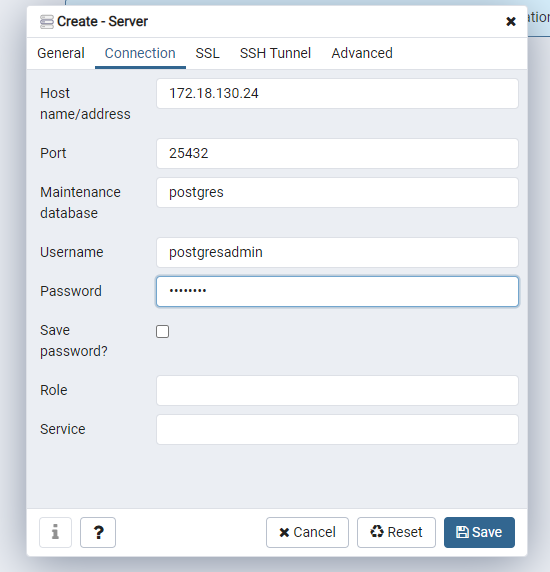 Create - Server
General Connection SSL SSH Tunnel Advanced
Host name/address 172.18.130.24
Port 25432
Maintenance database postgres
Username postgresadmin
Password ••••••••
Save password?
Role
Service
i ? Cancel Reset Save